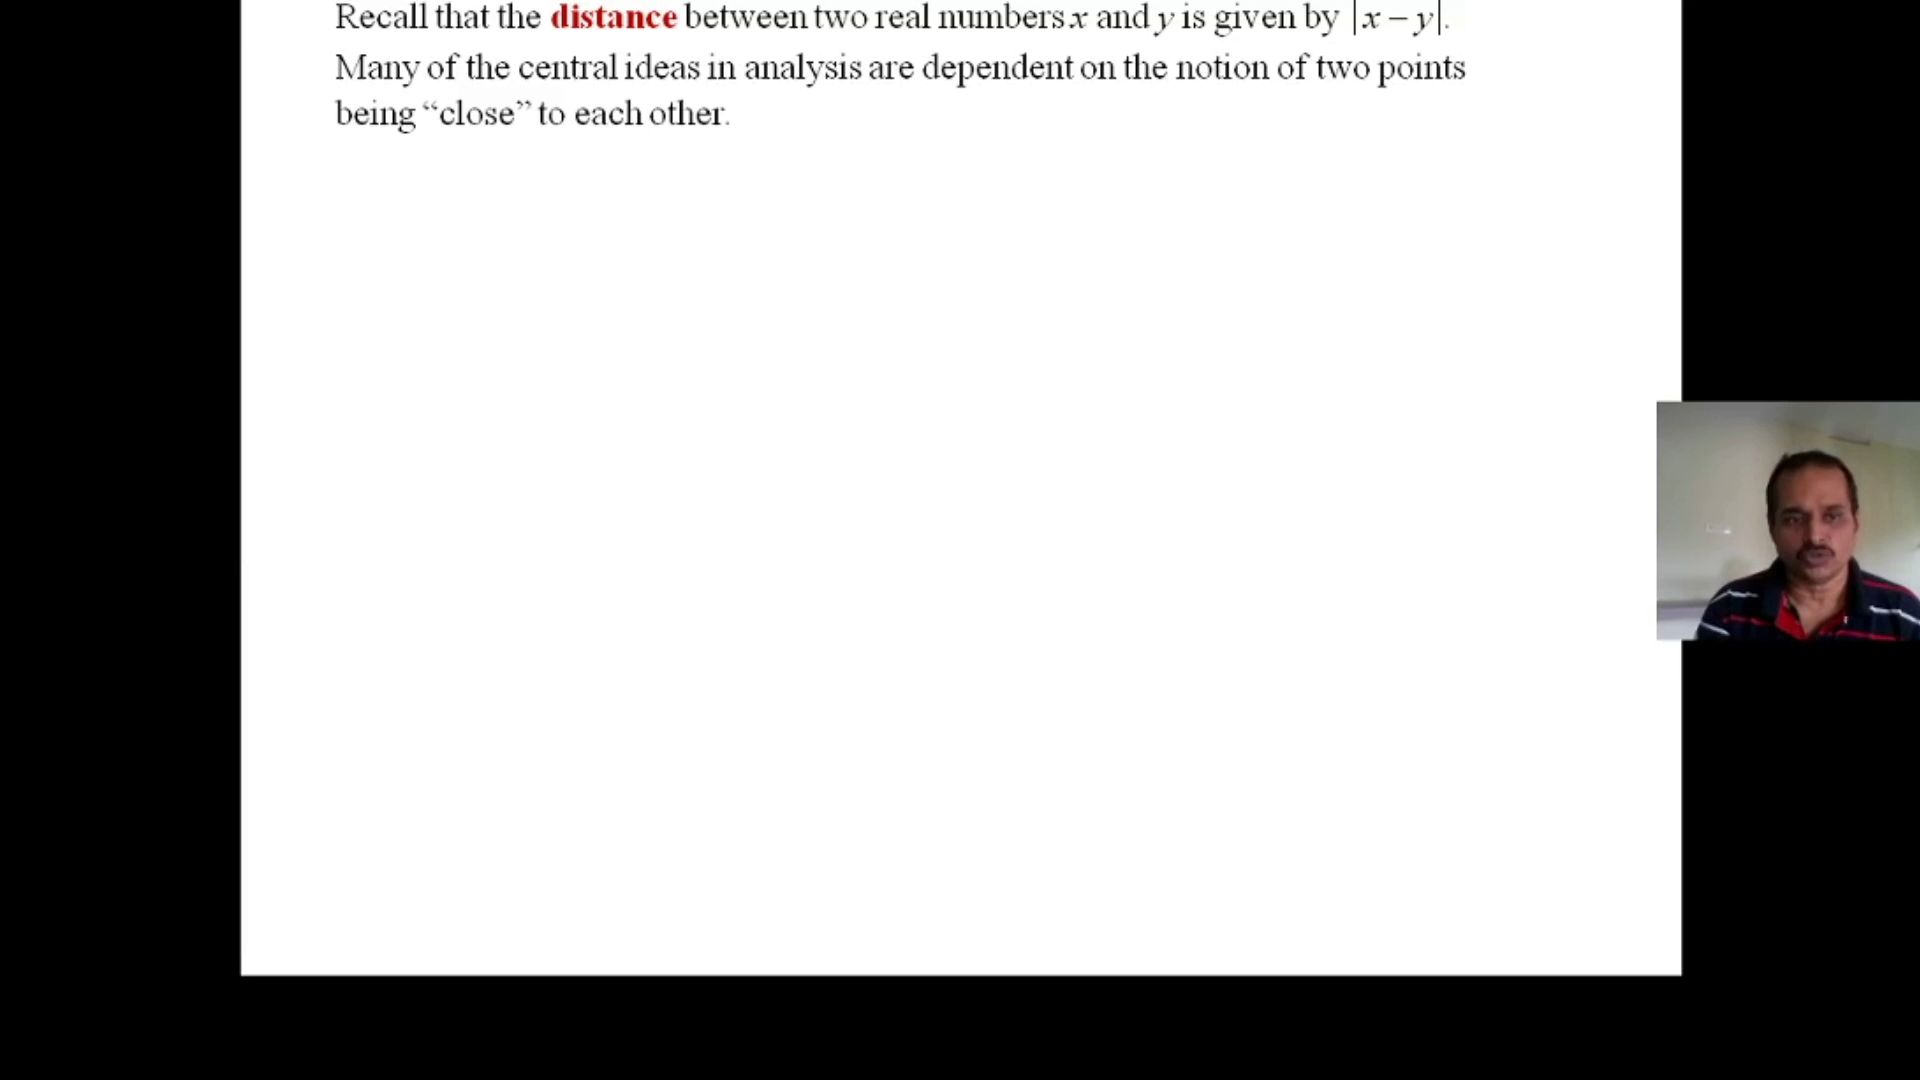 Recall that the distance between two real numbers x and y is given by |x – y|.
Many of the central ideas in analysis are dependent on the notion of two points
being “close” to each other.